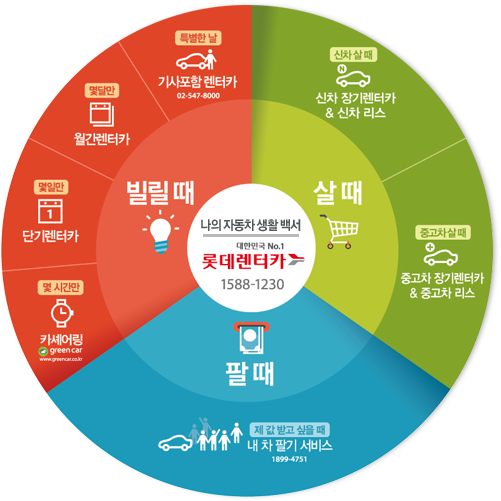 특별한 날
기사포함 렌터카
02-547-8000
몇달만
월간렌터카
몇일만
1
단기렌터카
몇 시간만
카셰어링
green car
www.greencar.co.kr
빌릴 때
신차 살 때
N
신차 장기렌터카
& 신차 리스
살 때
중고차 살 때
중고차 장기렌터카
& 중고차 리스
나의 자동차 생활 백서
대한민국 No.1
롯데렌터카
1588-1230
팔 때
제 값 받고 싶을 때
내 차 팔기 서비스
1899-4751